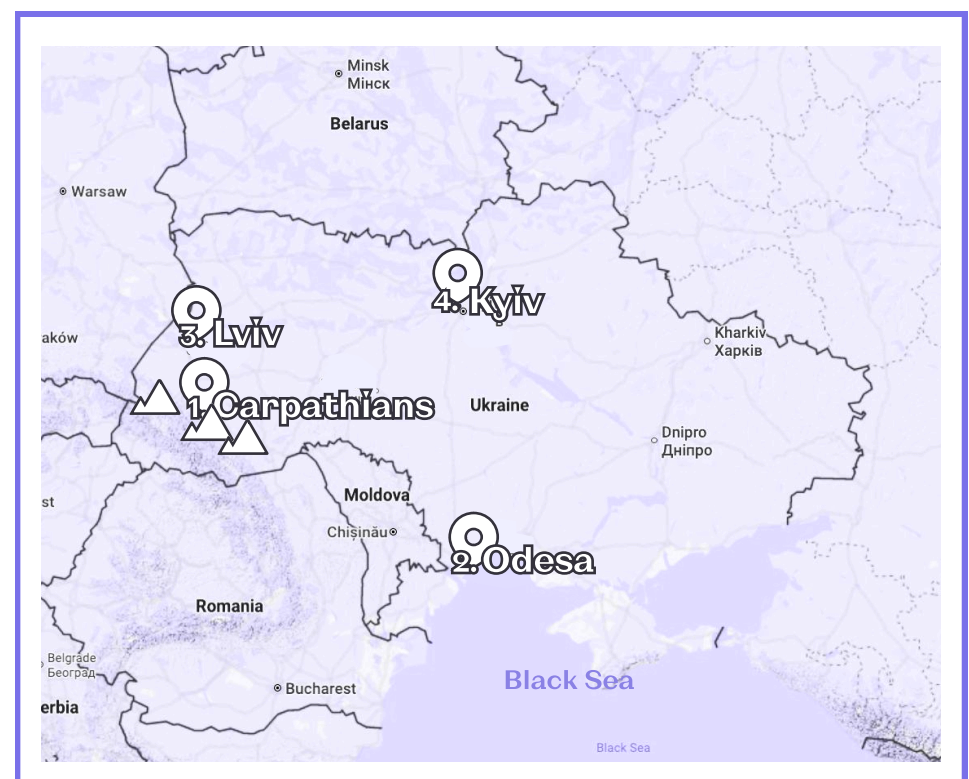 Minsk
Мінск
Belarus
Warsaw
4. Kyiv
3. Lviv
Kharkiv
Харків
aków
1. Carpathians
Ukraine
Dnipro
Дніпро
Moldova
st
Chișinău
2. Odesa
Romania
Belgrade
Београд
Black Sea
Bucharest
erbia
Black Sea